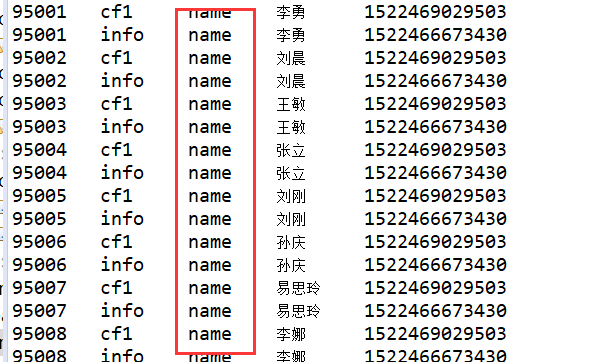 95001 cf1 name 李勇 1522469029503
95001 info name 李勇 1522466673430
95002 cf1 name 刘晨 1522469029503
95002 info name 刘晨 1522466673430
95003 cf1 name 王敏 1522469029503
95003 info name 王敏 1522466673430
95004 cf1 name 张立 1522469029503
95004 info name 张立 1522466673430
95005 cf1 name 刘刚 1522469029503
95005 info name 刘刚 1522466673430
95006 cf1 name 孙庆 1522469029503
95006 info name 孙庆 1522466673430
95007 cf1 name 易思玲 1522469029503
95007 info name 易思玲 1522466673430
95008 cf1 name 李娜 1522469029503
95008 info name 李娜 1522466673430